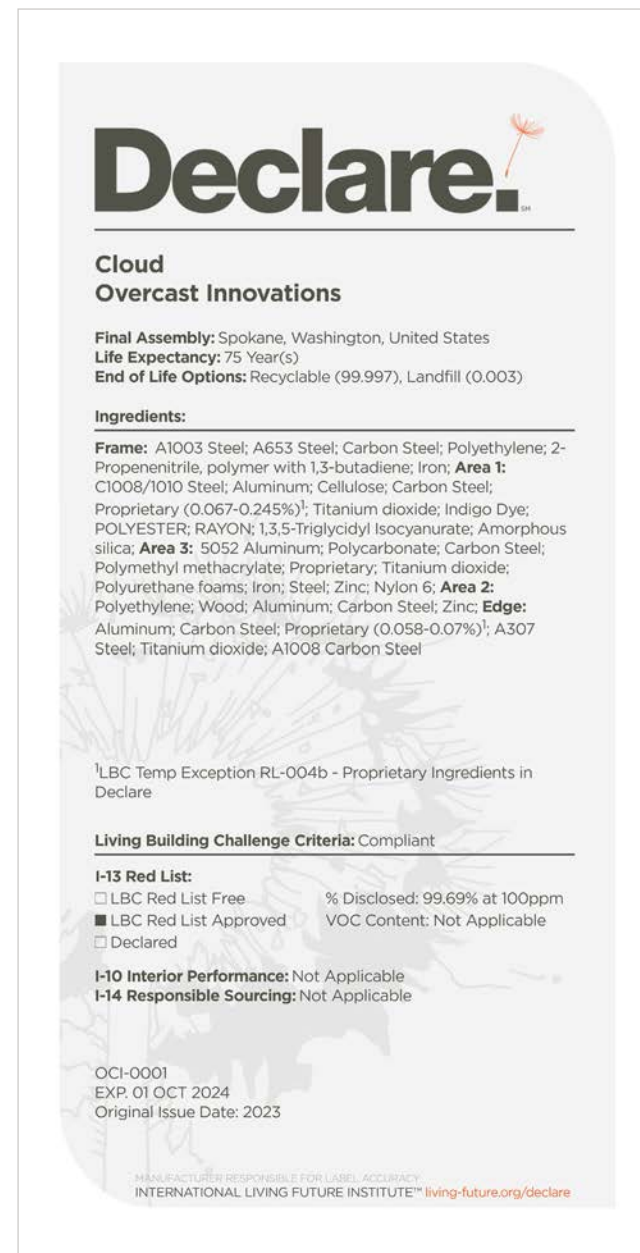 Declare.
SM
Cloud
Overcast Innovations
Final Assembly: Spokane, Washington, United States
Life Expectancy: 75 Year(s)
End of Life Options: Recyclable (99.997), Landfill (0.003)
Ingredients:
Frame: A1003 Steel; A653 Steel; Carbon Steel; Polyethylene; 2-
Propenenitrile, polymer with 1,3-butadiene; Iron; Area 1:
C1008/1010 Steel; Aluminum; Cellulose; Carbon Steel;
Proprietary (0.067-0.245%)¹; Titanium dioxide; Indigo Dye;
POLYESTER; RAYON; 1,3,5-Triglycidyl Isocyanurate; Amorphous
silica; Area 3: 5052 Aluminum; Polycarbonate; Carbon Steel;
Polymethyl methacrylate; Proprietary; Titanium dioxide;
Polyurethane foams; Iron; Steel; Zinc; Nylon 6; Area 2:
Polyethylene; Wood; Aluminum; Carbon Steel; Zinc; Edge:
Aluminum; Carbon Steel; Proprietary (0.058-0.07%)¹; A307
Steel; Titanium dioxide; A1008 Carbon Steel
¹LBC Temp Exception RL-004b - Proprietary Ingredients in
Declare
Living Building Challenge Criteria: Compliant
I-13 Red List:
☐ LBC Red List Free % Disclosed: 99.69% at 100ppm
■ LBC Red List Approved VOC Content: Not Applicable
☐ Declared
I-10 Interior Performance: Not Applicable
I-14 Responsible Sourcing: Not Applicable
OCI-0001
EXP. 01 OCT 2024
Original Issue Date: 2023
MANUFACTURER RESPONSIBLE FOR LABEL ACCURACY
INTERNATIONAL LIVING FUTURE INSTITUTE™ living-future.org/declare